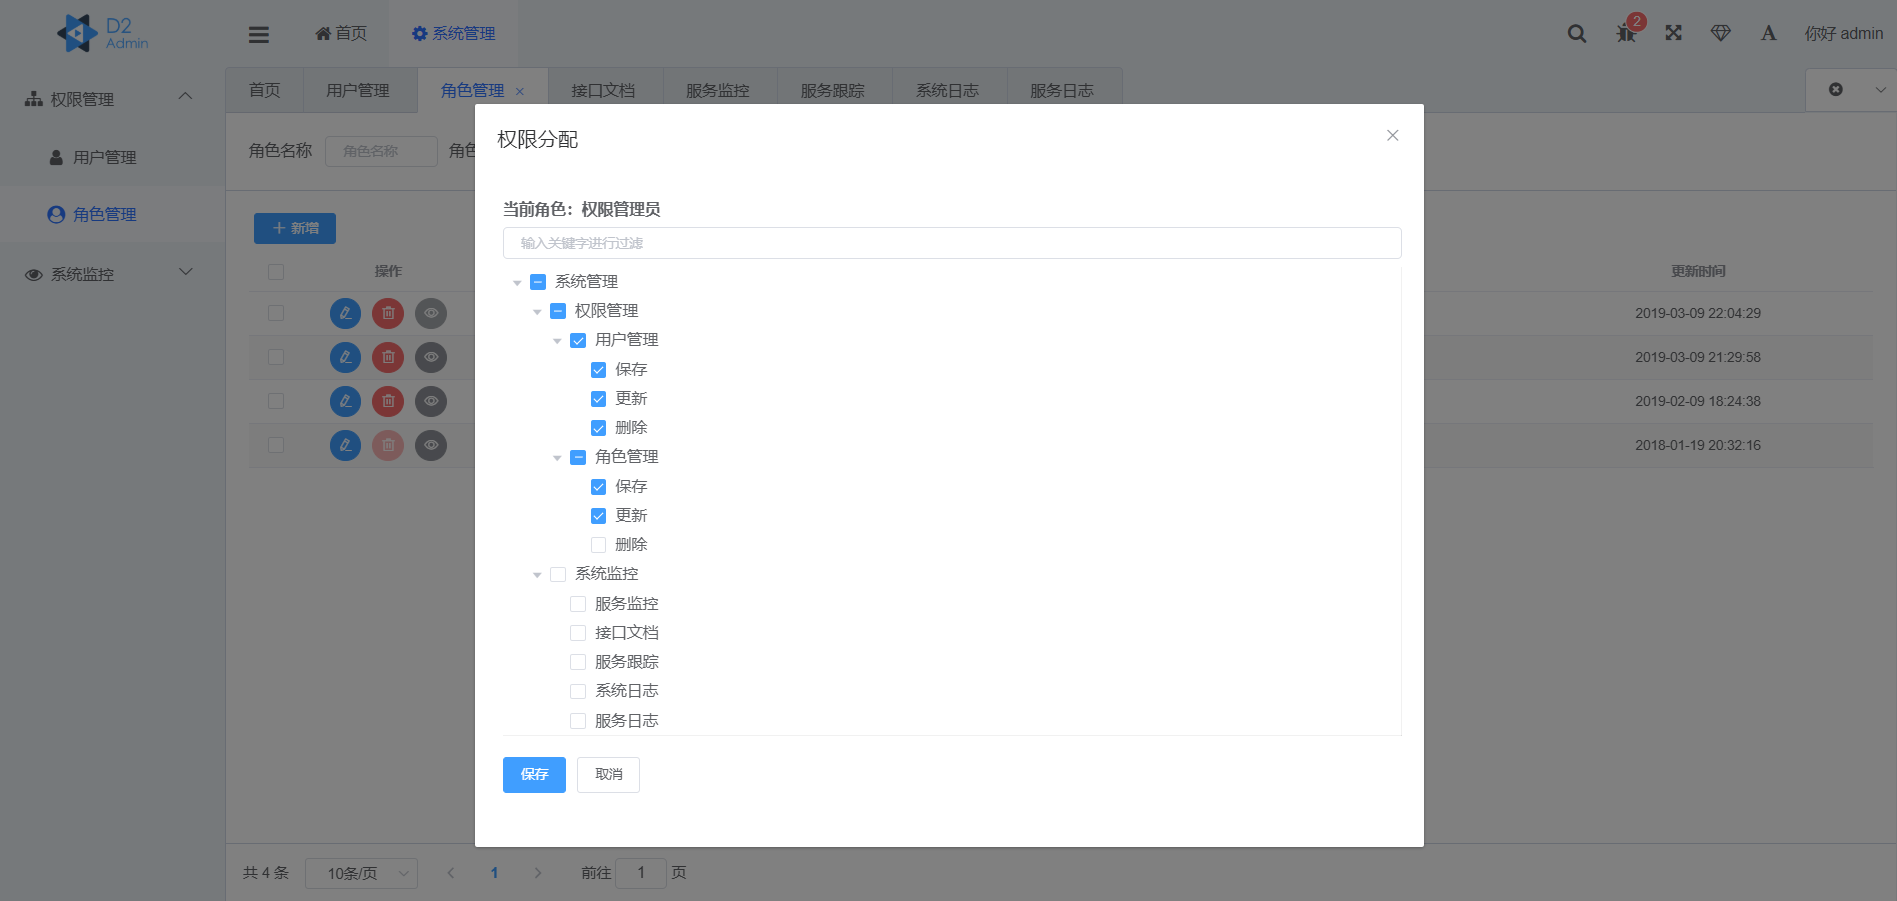 D2
Admin
首页
系统管理
2
你好 admin
权限管理
用户管理
角色管理
系统监控
首页
用户管理
角色管理
接口文档
服务监控
服务跟踪
系统日志
服务日志
角色名称
角色名称
角色
新增
操作
更新时间
2019-03-09 22:04:29
2019-03-09 21:29:58
2019-02-09 18:24:38
2018-01-19 20:32:16
权限分配
当前角色：权限管理员
输入关键字进行过滤
系统管理
权限管理
用户管理
保存
更新
删除
角色管理
保存
更新
删除
系统监控
服务监控
接口文档
服务跟踪
系统日志
服务日志
保存
取消
共 4 条
10条/页
1
前往 1 页